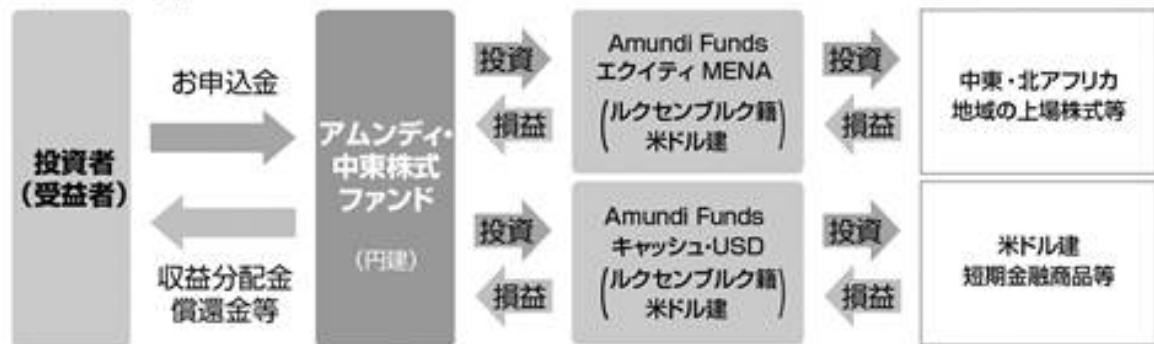 投資者
(受益者)
お申込金
収益分配金
償還金等
アムンディ・
中東株式
ファンド
(円建)
投資
損益
Amundi Funds
エクイティ MENA
(ルクセンブルク籍
米ドル建)
投資
損益
中東・北アフリカ
地域の上場株式等
投資
損益
Amundi Funds
キャッシュ・USD
(ルクセンブルク籍
米ドル建)
投資
損益
米ドル建
短期金融商品等